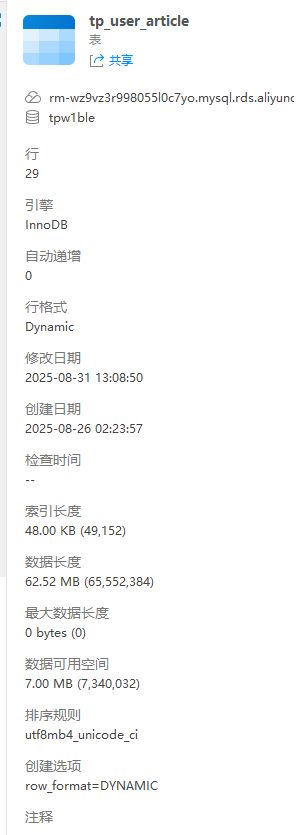 tp_user_article
表
共享
rm-wz9vz3r998055l0c7yo.mysql.rds.aliyunc
tpw1ble
行
29
引擎
InnoDB
自动递增
0
行格式
Dynamic
修改日期
2025-08-31 13:08:50
创建日期
2025-08-26 02:23:57
检查时间
--
索引长度
48.00 KB (49,152)
数据长度
62.52 MB (65,552,384)
最大数据长度
0 bytes (0)
数据可用空间
7.00 MB (7,340,032)
排序规则
utf8mb4_unicode_ci
创建选项
row_format=DYNAMIC
注释